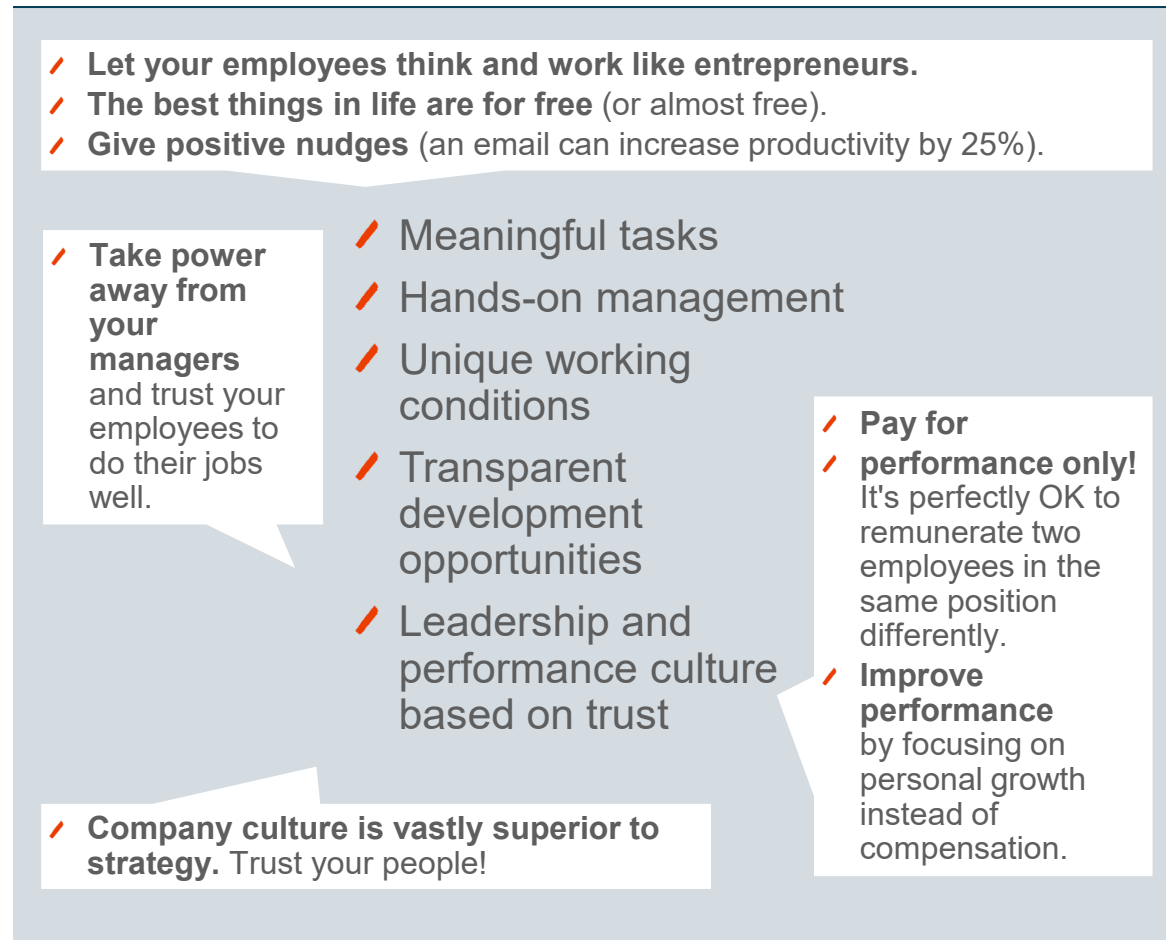 Let your employees think and work like entrepreneurs.
The best things in life are for free (or almost free).
Give positive nudges (an email can increase productivity by 25%).
Take power
away from
your
managers
and trust your
employees to
do their jobs
well.
Meaningful tasks
Hands-on management
Unique working
conditions
Transparent
development
opportunities
Leadership and
performance culture
based on trust
Pay for
performance only!
It's perfectly OK to
remunerate two
employees in the
same position
differently.
Improve
performance
by focusing on
personal growth
instead of
compensation.
Company culture is vastly superior to
strategy. Trust your people!